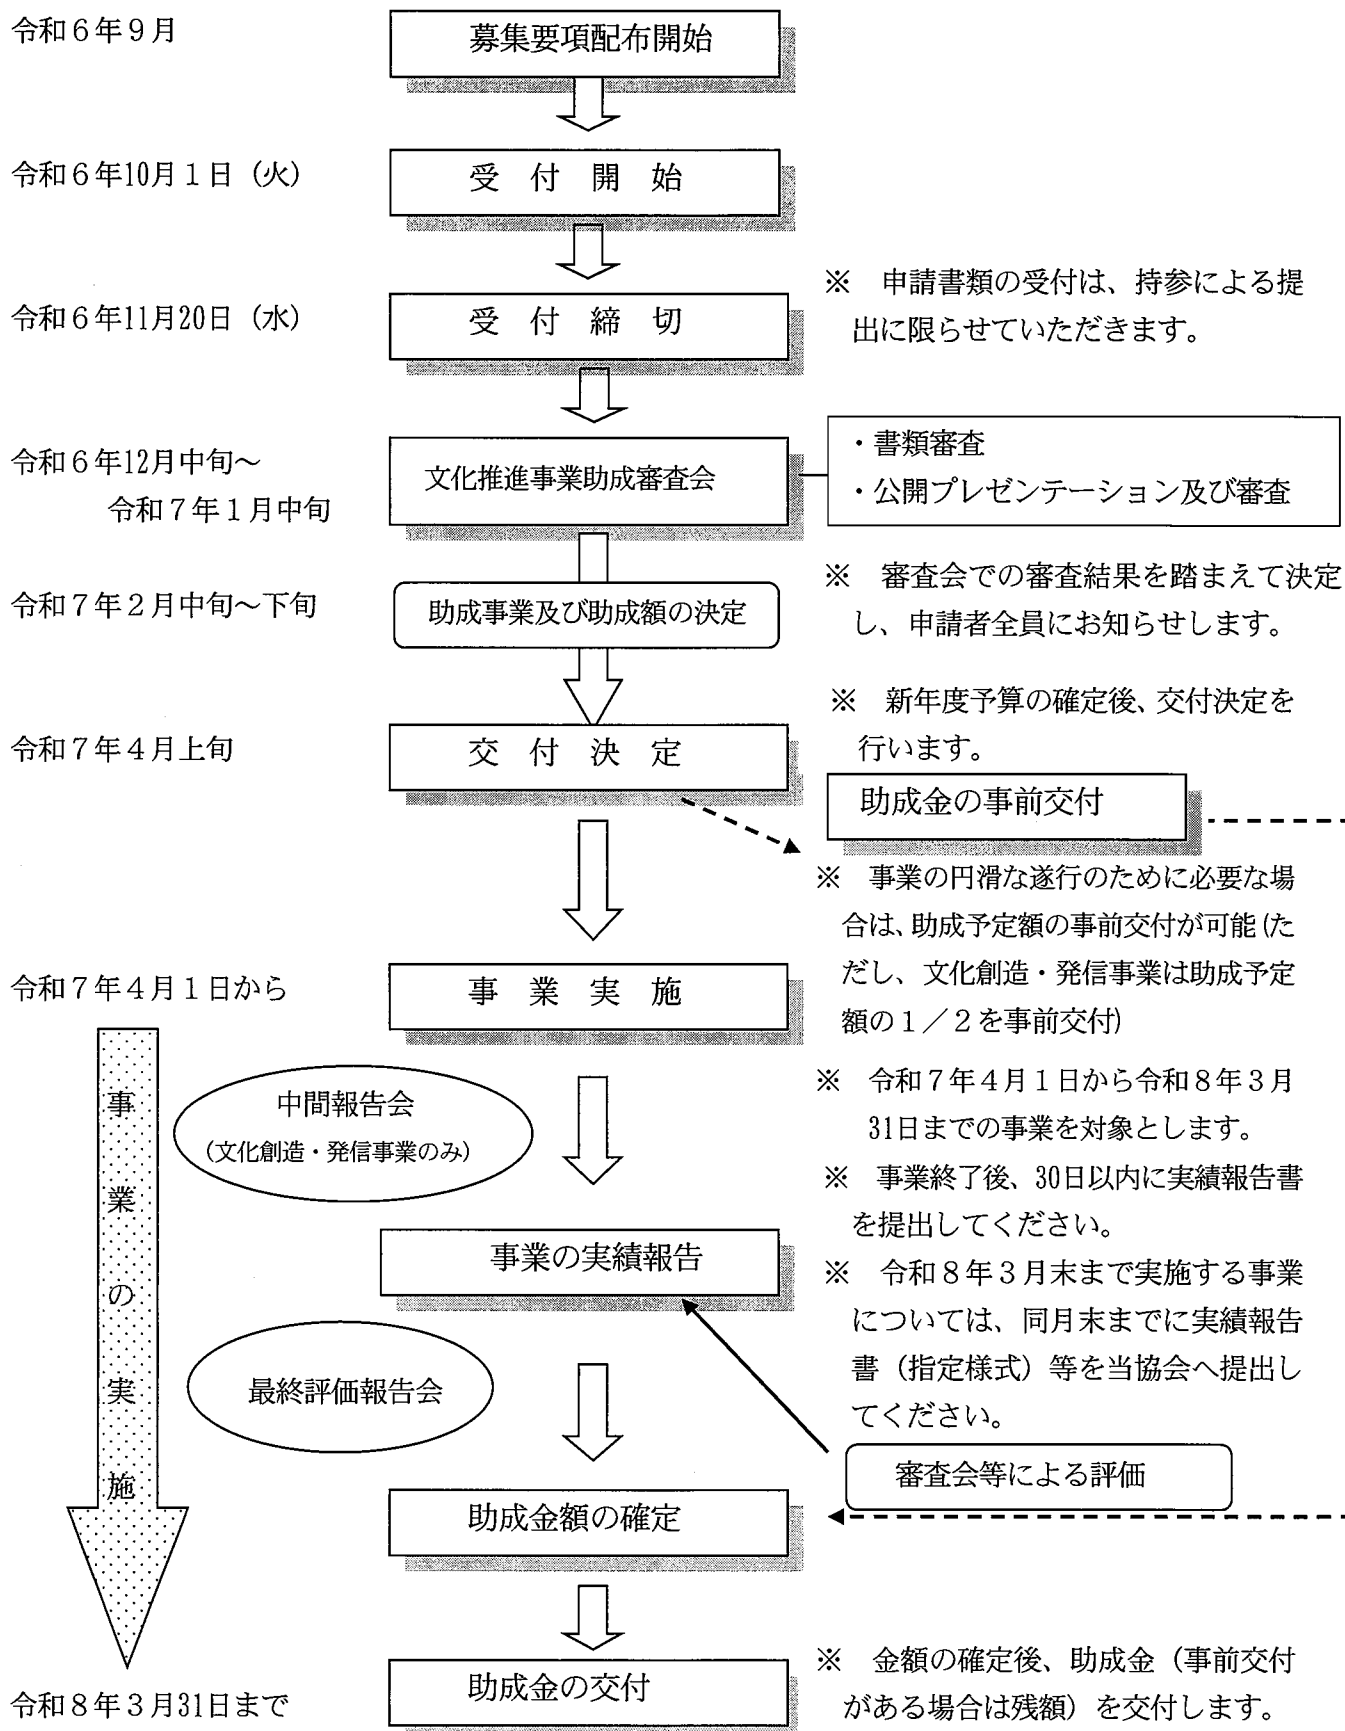 令和６年９月
募集要項配布開始
令和６年10月１日（火）
受　付　開　始
令和６年11月20日（水）
受　付　締　切
※　申請書類の受付は、持参による提
出に限らせていただきます。
令和６年12月中旬～
令和７年１月中旬
文化推進事業助成審査会
・書類審査
・公開プレゼンテーション及び審査
令和７年２月中旬～下旬
助成事業及び助成額の決定
※　審査会での審査結果を踏まえて決定
し、申請者全員にお知らせします。
令和７年４月上旬
交　付　決　定
※　新年度予算の確定後、交付決定を
行います。
助成金の事前交付
※　事業の円滑な遂行のために必要な場
合は、助成予定額の事前交付が可能（た
だし、文化創造・発信事業は助成予定
額の１／２を事前交付）
令和７年４月１日から
事　業　実　施
※　令和７年４月１日から令和８年３月
31日までの事業を対象とします。
事業の実施
中間報告会
（文化創造・発信事業のみ）
※　事業終了後、30日以内に実績報告書
を提出してください。
事業の実績報告
※　令和８年３月末まで実施する事業
については、同月末までに実績報告
書（指定様式）等を当協会へ提出し
てください。
最終評価報告会
審査会等による評価
助成金額の確定
令和８年３月31日まで
助成金の交付
※　金額の確定後、助成金（事前交付
がある場合は残額）を交付します。